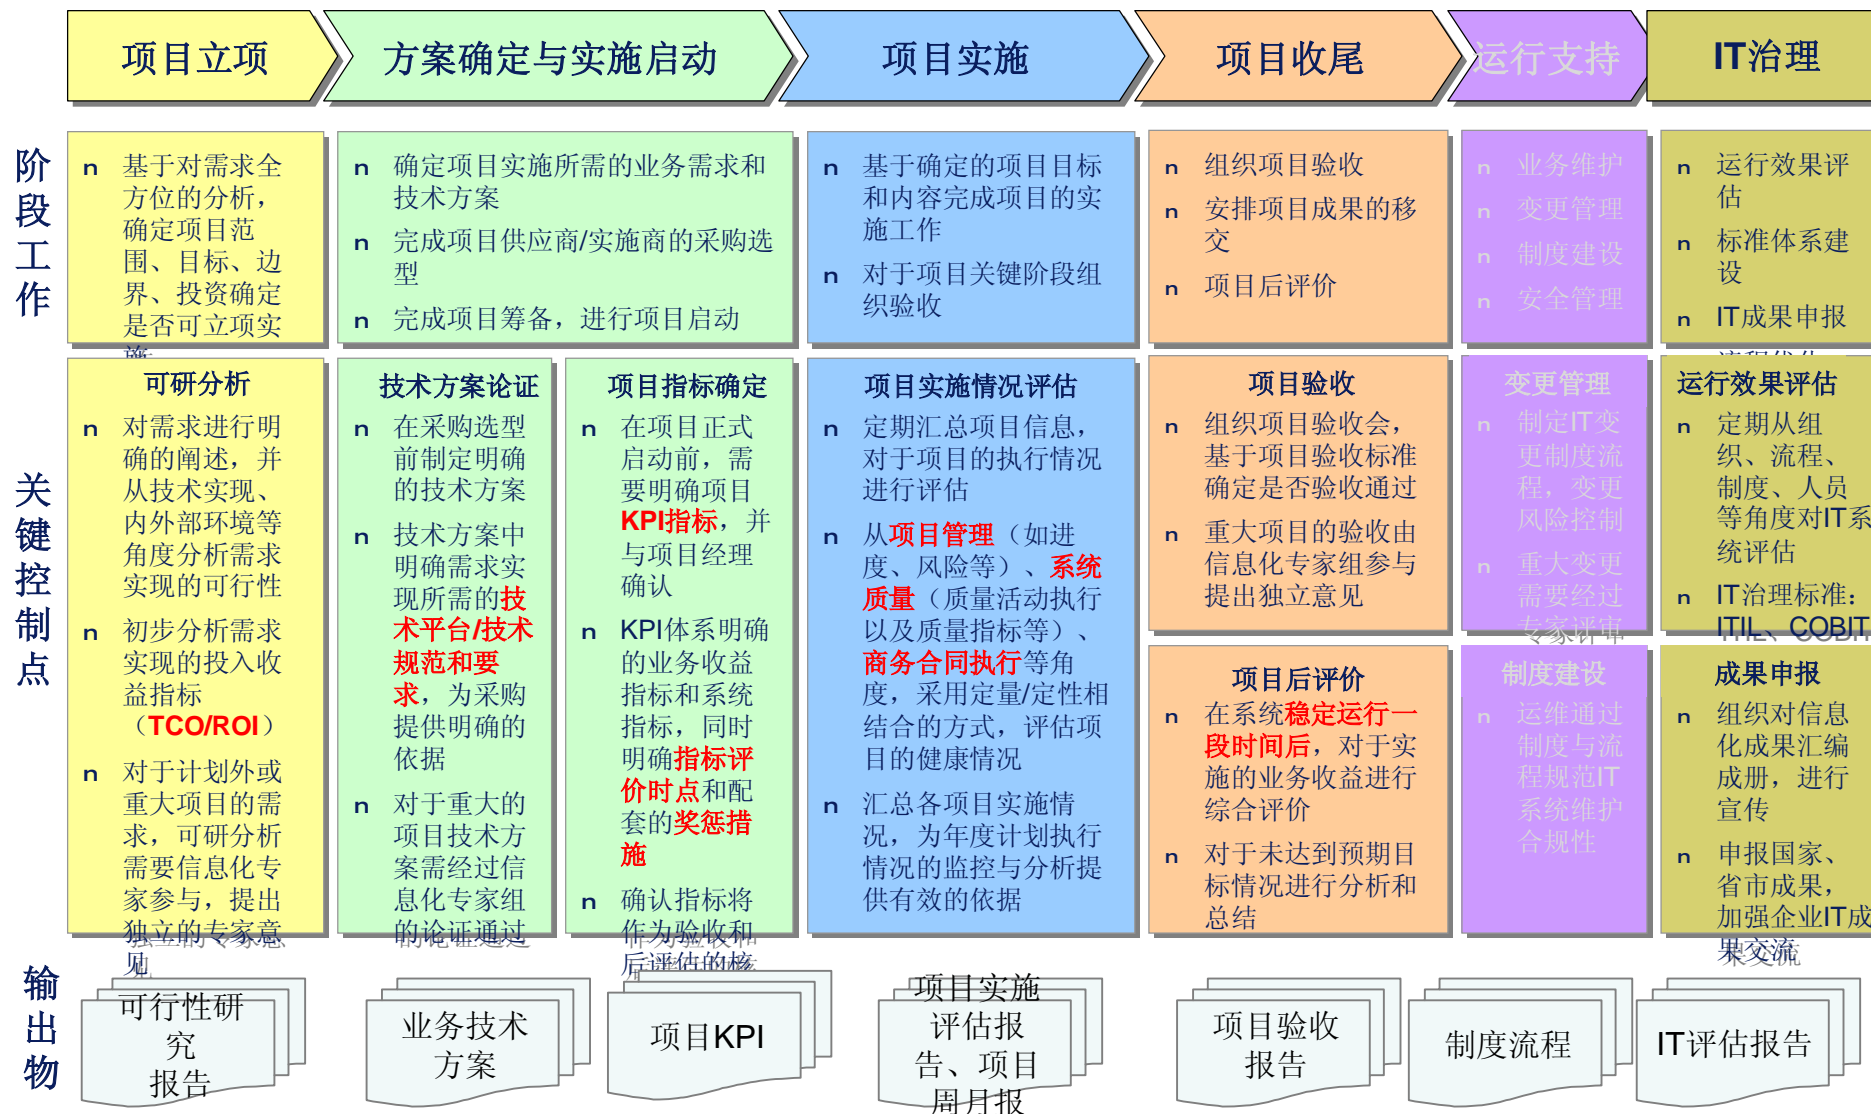 项目立项
方案确定与实施启动
项目实施
项目收尾
运行支持
IT治理
阶段工作
n 基于对需求全
方位的分析，
确定项目范
围、目标、边
界、投资确定
是否可立项实
施
n 确定项目实施所需的业务需求和
技术方案
n 完成项目供应商/实施商的采购选
型
n 完成项目筹备，进行项目启动
n 基于确定的项目目标
和内容完成项目的实
施工作
n 对于项目关键阶段组
织验收
n 组织项目验收
n 安排项目成果的移
交
n 项目后评价
n 业务维护
n 变更管理
n 制度建设
n 安全管理
n 运行效果评
估
n 标准体系建
设
n IT成果申报
关键控制点
可研分析
n 对需求进行明
确的阐述，并
从技术实现、
内外部环境等
角度分析需求
实现的可行性
n 初步分析需求
实现的投入收
益指标
（TCO/ROI）
n 对于计划外或
重大项目的需
求，可研分析
需要信息化专
家参与，提出
独立的专家意
见
技术方案论证
n 在采购选型
前制定明确
的技术方案
n 技术方案中
明确需求实
现所需的技
术平台/技术
规范和要
求，为采购
提供明确的
依据
n 对于重大的
项目技术方
案需经过信
息化专家组
的论证通过
项目指标确定
n 在项目正式
启动前，需
要明确项目
KPI指标，并
与项目经理
确认
n KPI体系明确
的业务收益
指标和系统
指标，同时
明确指标评
价时点和配
套的奖惩措
施
n 确认指标将
作为验收和
后评估的核
项目实施情况评估
n 定期汇总项目信息，
对于项目的执行情况
进行评估
n 从项目管理（如进
度、风险等）、系统
质量（质量活动执行
以及质量指标等）、
商务合同执行等角
度，采用定量/定性相
结合的方式，评估项
目的健康情况
n 汇总各项目实施情
况，为年度计划执行
情况的监控与分析提
供有效的依据
项目验收
n 组织项目验收会，
基于项目验收标准
确定是否验收通过
n 重大项目的验收由
信息化专家组参与
提出独立意见
项目后评价
n 在系统稳定运行一
段时间后，对于实
施的业务收益进行
综合评价
n 对于未达到预期目
标情况进行分析和
总结
变更管理
n 制定IT变
更制度流
程，变更
风险控制
n 重大变更
需要经过
专家评审
制度建设
n 运维通过
制度与流
程规范IT
系统维护
合规性
运行效果评估
n 定期从组
织、流程、
制度、人员
等角度对IT系
统评估
n IT治理标准：
ITIL、COBIT
成果申报
n 组织对信息
化成果汇编
成册，进行
宣传
n 申报国家、
省市成果，
加强企业IT成
果交流
输出物
可行性研
究
报告
业务技术
方案
项目KPI
项目实施
评估报
告、项目
周月报
项目验收
报告
制度流程
IT评估报告